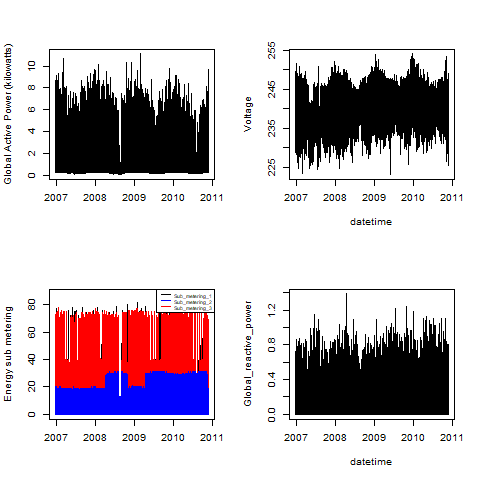 Global Active Power (kilowatts)
0 2 4 6 8 10
2007 2008 2009 2010 2011
Voltage
225 235 245 255
2007 2008 2009 2010 2011
datetime
Energy sub metering
0 20 40 60 80
Sub_metering_1
Sub_metering_2
Sub_metering_3
2007 2008 2009 2010 2011
Global_reactive_power
0.0 0.4 0.8 1.2
2007 2008 2009 2010 2011
datetime